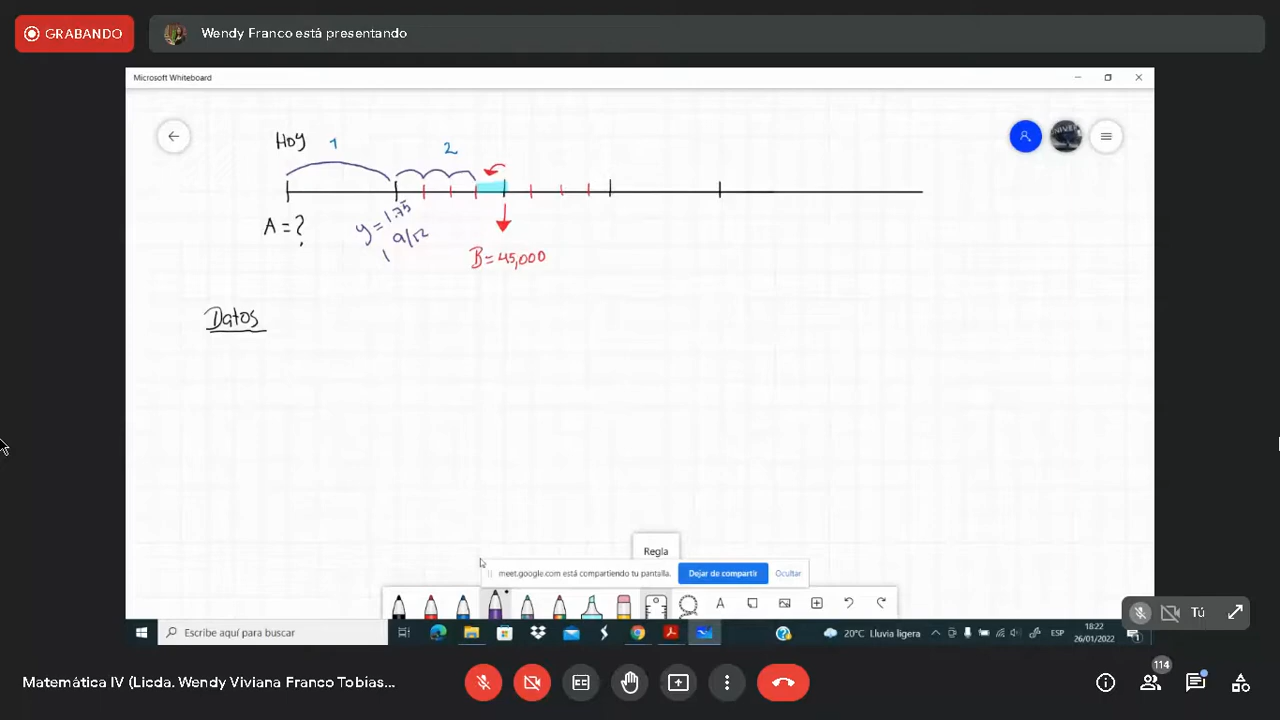 GRABANDO
Wendy Franco está presentando
Microsoft Whiteboard
Hoy
1
2
A = ?
y = 1.75
a/52
B = 45,000
Datos
Regla
meet.google.com está compartiendo tu pantalla.
Dejar de compartir
Ocultar
A
Escribe aquí para buscar
20°C Lluvia ligera
ESP
18:22
26/01/2022
1
Tú
Matemática IV (Licda. Wendy Viviana Franco Tobias...
114